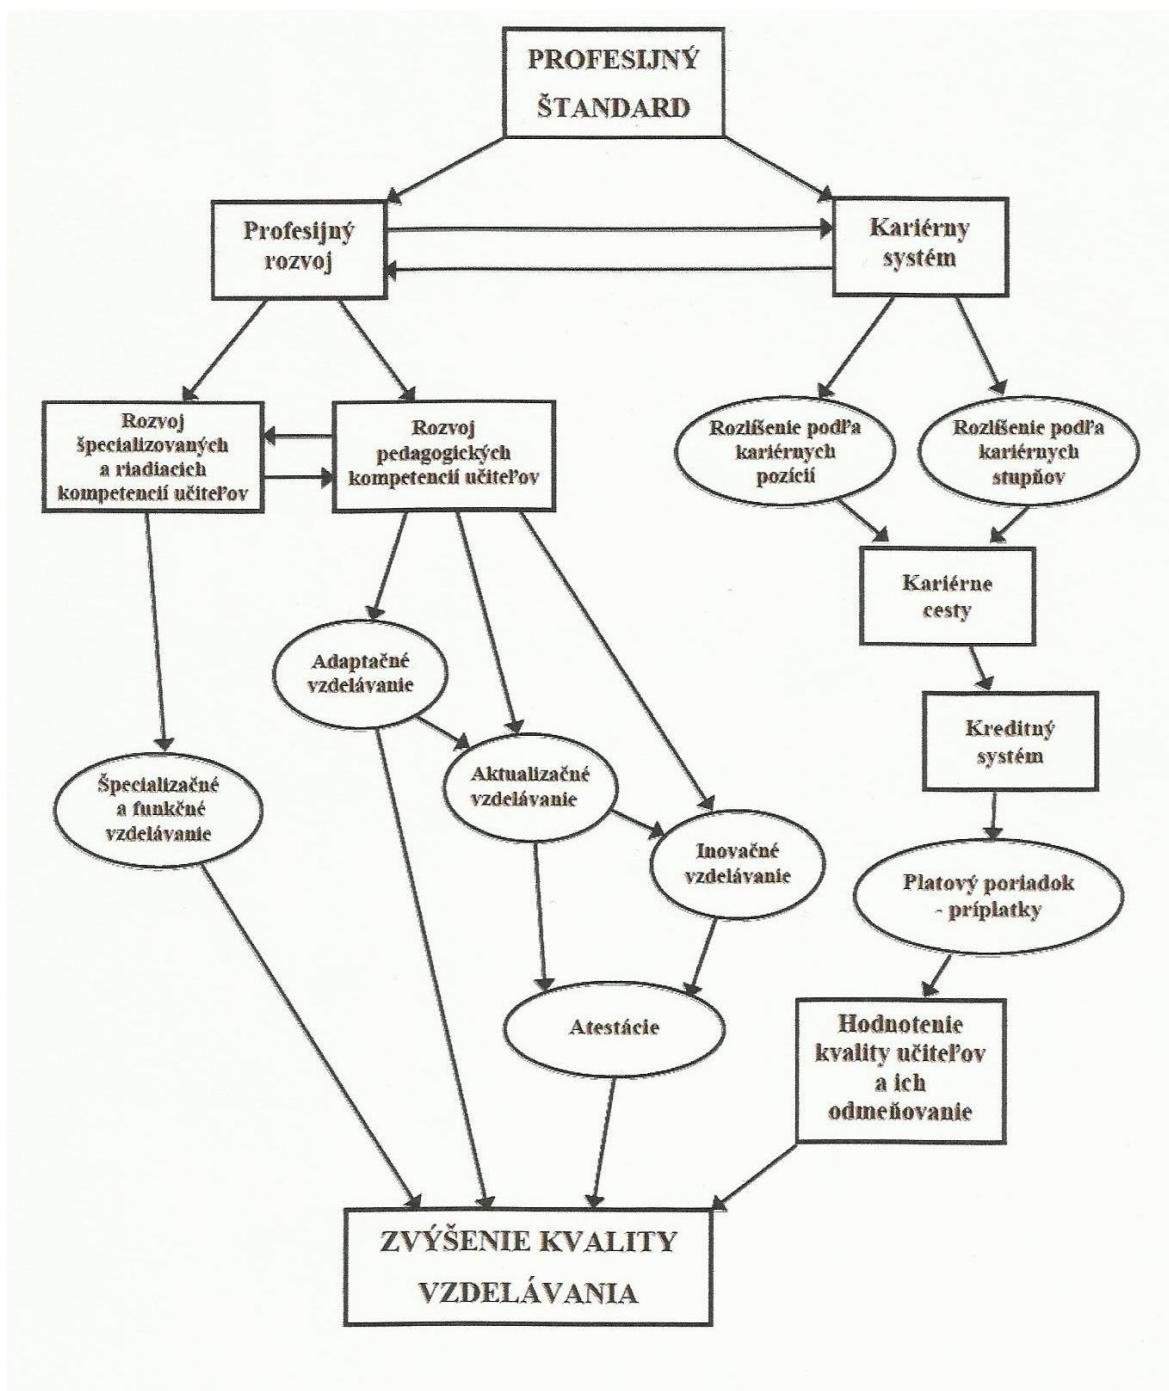 PROFESIJNÝ
ŠTANDARD
Profesijný
rozvoj
Kariérny
systém
Rozvoj
špecializovaných
a riadiacich
kompetencií učiteľov
Rozvoj
pedagogických
kompetencií učiteľov
Rozlíšenie podľa
kariérnych
pozícií
Rozlíšenie podľa
kariérnych
stupňov
Kariérne
cesty
Adaptačné
vzdelávanie
Kreditný
systém
Špecializačné
a funkčné
vzdelávanie
Aktualizačné
vzdelávanie
Inovačné
vzdelávanie
Platový poriadok
- príplatky
Atestácie
Hodnotenie
kvality učiteľov
a ich
odmeňovanie
ZVÝŠENIE KVALITY
VZDELÁVANIA